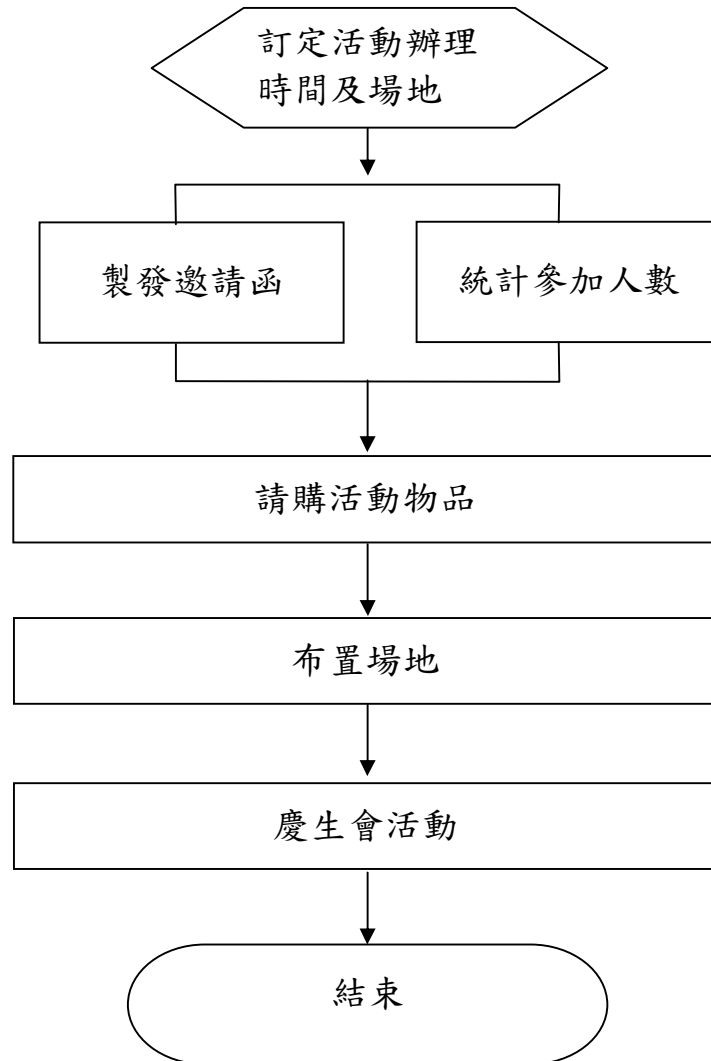 訂定活動辦理
時間及場地
製發邀請函
統計參加人數
請購活動物品
布置場地
慶生會活動
結束